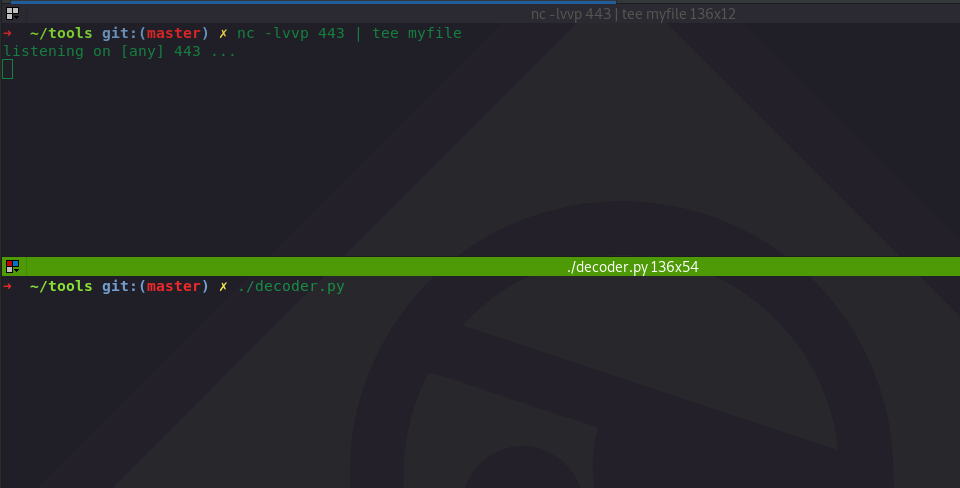 nc -lvvp 443 | tee myfile 136x12
➜ ~/tools git:(master) ✗ nc -lvvp 443 | tee myfile
listening on [any] 443 ...
./decoder.py 136x54
➜ ~/tools git:(master) ✗ ./decoder.py